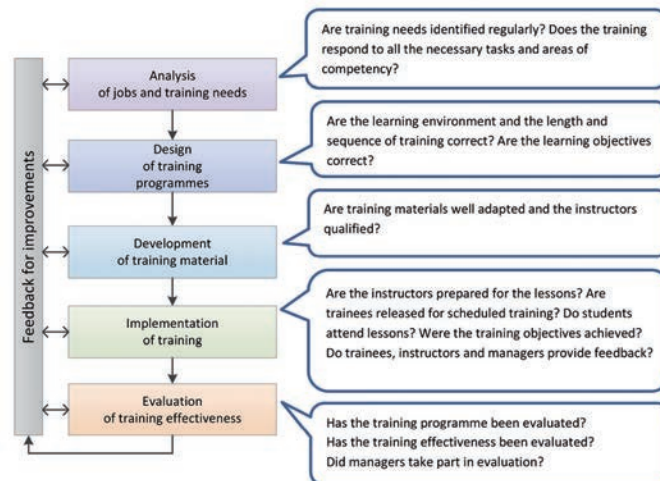 Feedback for improvements
Analysis
of jobs and training needs
Are training needs identified regularly? Does the training
respond to all the necessary tasks and areas of
competency?
Design
of training
programmes
Are the learning environment and the length and
sequence of training correct? Are the learning objectives
correct?
Development
of training material
Are training materials well adapted and the instructors
qualified?
Implementation
of training
Are the instructors prepared for the lessons? Are
trainees released for scheduled training? Do students
attend lessons? Were the training objectives achieved?
Do trainees, instructors and managers provide feedback?
Evaluation
of training effectiveness
Has the training programme been evaluated?
Has the training effectiveness been evaluated?
Did managers take part in evaluation?